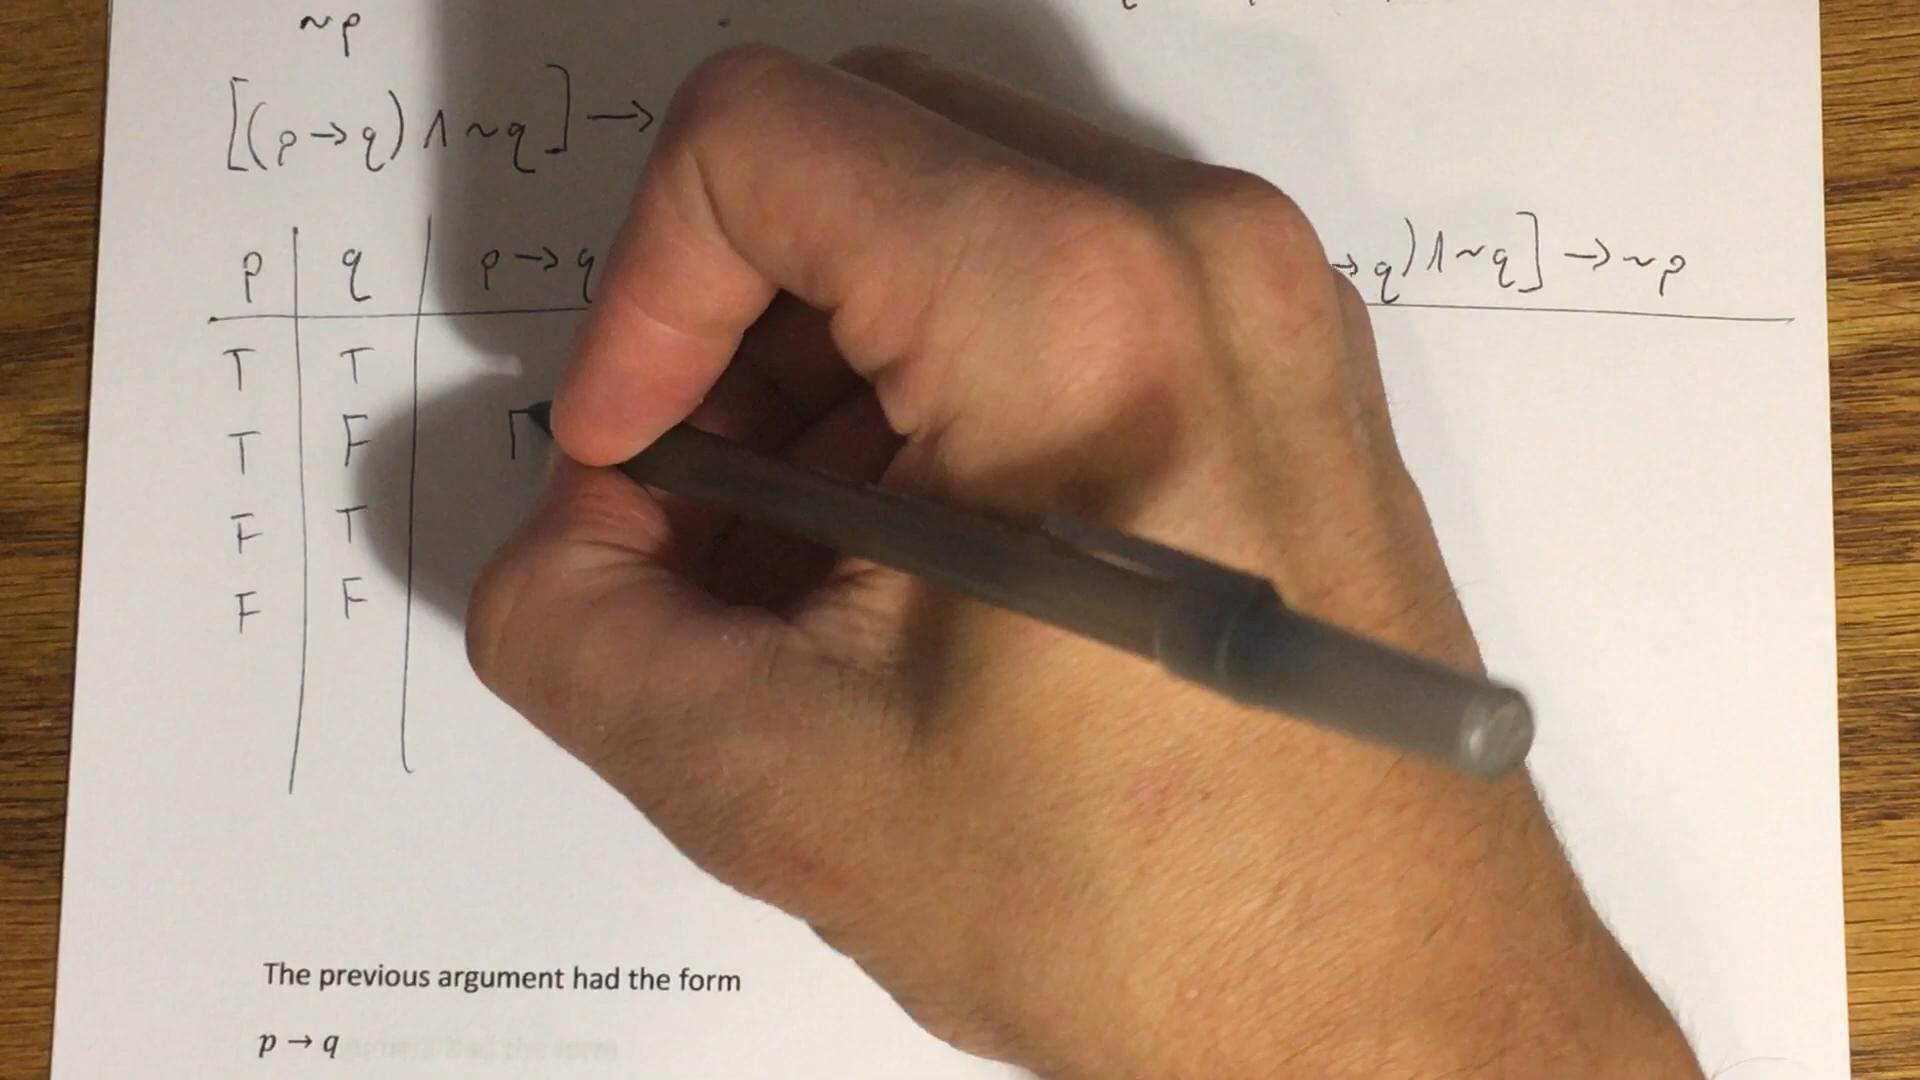 ~p
[(p→q)∧~q]→
p q p→q →q)∧~q]→~p
T T
T F F
F T
F F
The previous argument had the form
p → q